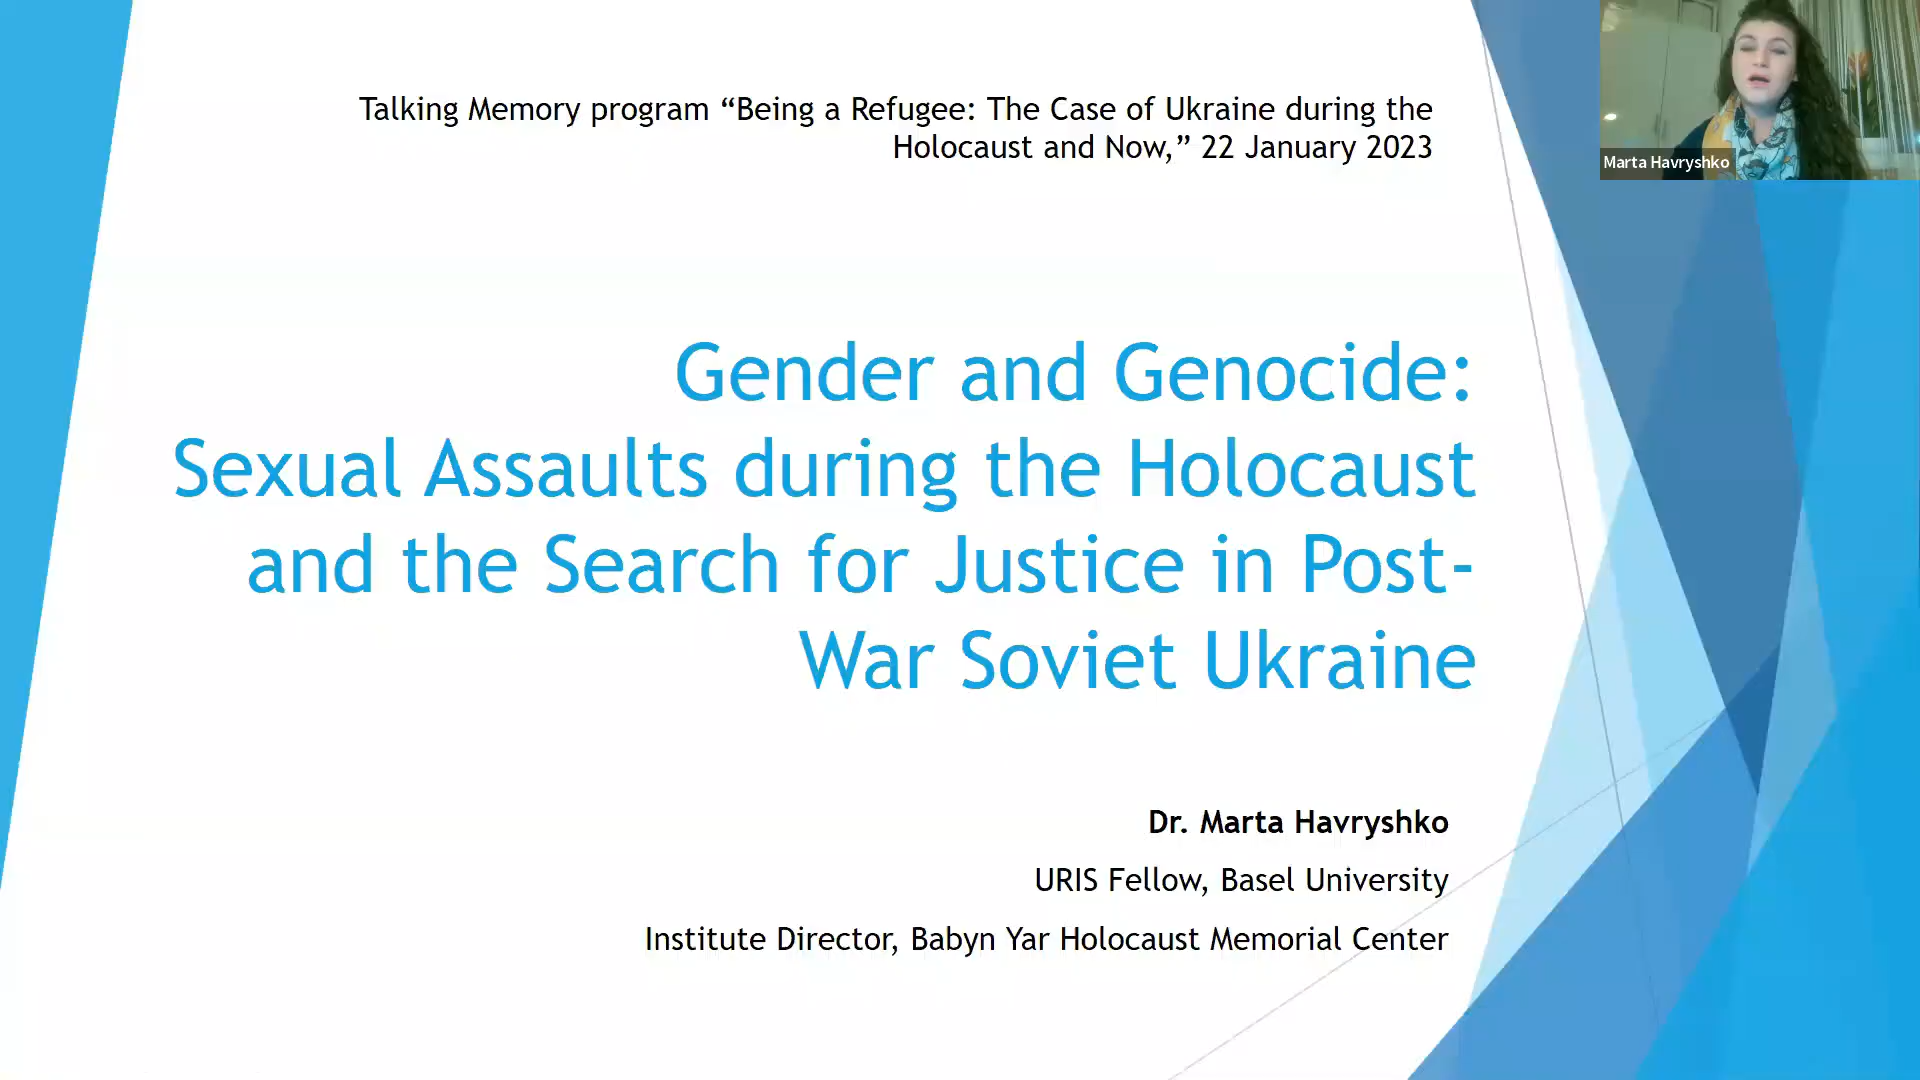 Talking Memory program “Being a Refugee: The Case of Ukraine during the
Holocaust and Now,” 22 January 2023
Marta Havryshko
Gender and Genocide:
Sexual Assaults during the Holocaust
and the Search for Justice in Post-
War Soviet Ukraine
Dr. Marta Havryshko
URIS Fellow, Basel University
Institute Director, Babyn Yar Holocaust Memorial Center